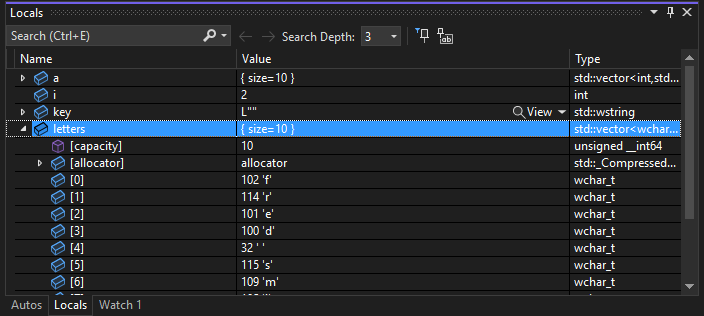 Locals
Search (Ctrl+E) Search Depth: 3
Name Value Type
a { size=10 } std::vector<int,std...
i 2 int
key L"" View std::wstring
letters { size=10 } std::vector<wchar...
[capacity] 10 unsigned __int64
[allocator] allocator std::_Compressed...
[0] 102 'f' wchar_t
[1] 114 'r' wchar_t
[2] 101 'e' wchar_t
[3] 100 'd' wchar_t
[4] 32 ' ' wchar_t
[5] 115 's' wchar_t
[6] 109 'm' wchar_t
Autos Locals Watch 1